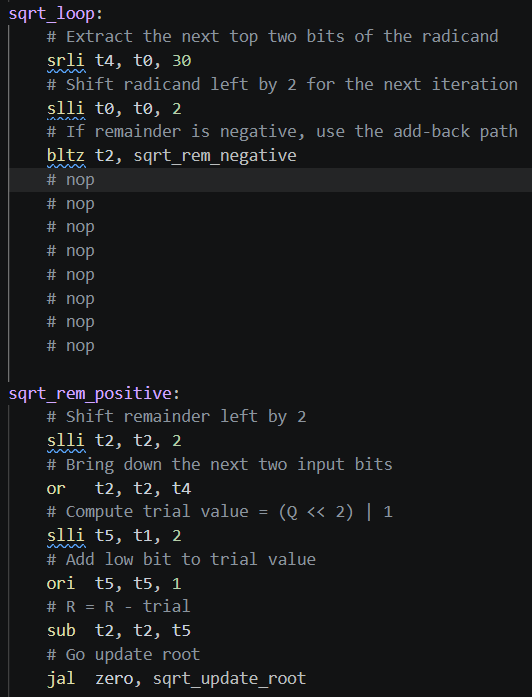 sqrt_loop:
# Extract the next top two bits of the radicand
srli t4, t0, 30
# Shift radicand left by 2 for the next iteration
slli t0, t0, 2
# If remainder is negative, use the add-back path
bltz t2, sqrt_rem_negative
# nop
# nop
# nop
# nop
# nop
# nop
# nop
# nop
sqrt_rem_positive:
# Shift remainder left by 2
slli t2, t2, 2
# Bring down the next two input bits
or   t2, t2, t4
# Compute trial value = (Q << 2) | 1
slli t5, t1, 2
# Add low bit to trial value
ori  t5, t5, 1
# R = R - trial
sub  t2, t2, t5
# Go update root
jal  zero, sqrt_update_root